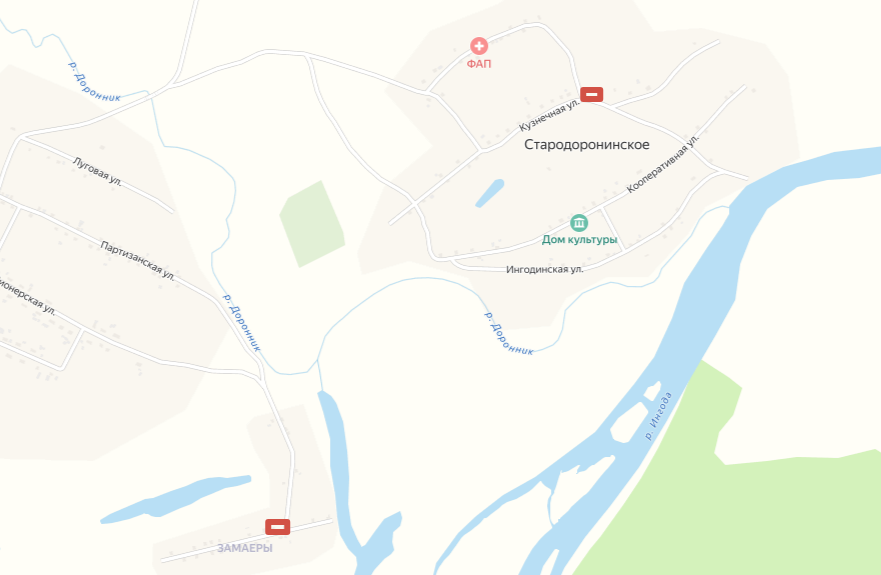 ФАП
р. Доронник
Кузнечная ул.
Стародоронинское
Луговая ул.
Кооперативная ул.
Дом культуры
Партизанская ул.
Ингодинская ул.
р. Доронник
р. Доронник
р. Ингода
ЗАМАЕРЫ